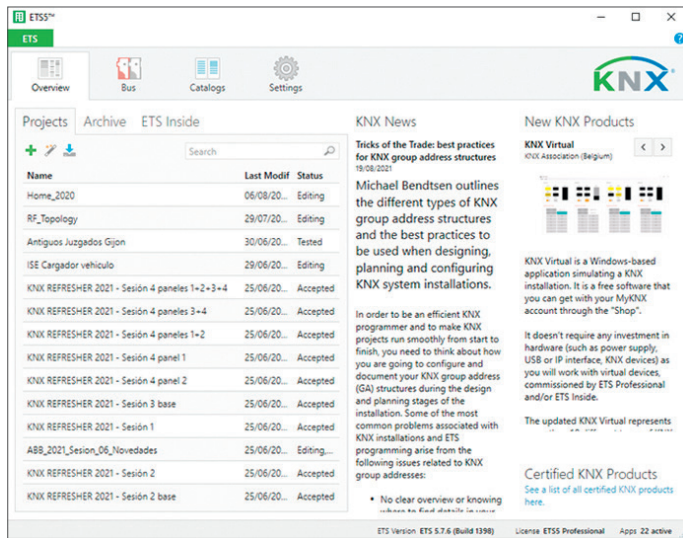 ETS5™
ETS
Overview
Bus
Catalogs
Settings
KNX
Projects Archive ETS Inside
Search
Name Last Modif Status
Home_2020 06/08/20... Editing
RF_Topology 29/07/20... Editing
Antiguos Juzgados Gijon 30/06/20... Tested
ISE Cargador vehiculo 29/06/20... Editing
KNX REFRESHER 2021 - Sesión 4 paneles 1+2+3+4 25/06/20... Accepted
KNX REFRESHER 2021 - Sesión 4 paneles 3+4 25/06/20... Accepted
KNX REFRESHER 2021 - Sesión 4 paneles 1+2 25/06/20... Accepted
KNX REFRESHER 2021 - Sesión 4 panel 1 25/06/20... Accepted
KNX REFRESHER 2021 - Sesión 4 panel 2 25/06/20... Accepted
KNX REFRESHER 2021 - Sesión 3 base 25/06/20... Accepted
KNX REFRESHER 2021 - Sesión 1 25/06/20... Accepted
ABB_2021_Sesion_06_Novedades 25/06/20... Editing,...
KNX REFRESHER 2021 - Sesión 2 25/06/20... Accepted
KNX REFRESHER 2021 - Sesión 2 base 25/06/20... Accepted
KNX News
Tricks of the Trade: best practices
for KNX group address structures
19/08/2021
Michael Bendtsen outlines
the different types of KNX
group address structures
and the best practices to
be used when designing,
planning and configuring
KNX system installations.
In order to be an efficient KNX
programmer and to make KNX
projects run smoothly from start to
finish, you need to think about how
you are going to configure and
document your KNX group address
(GA) structures during the design
and planning stages of the
installation. Some of the most
common problems associated with
KNX installations and ETS
programming arise from the
following issues related to KNX
group addresses:
• No clear overview or knowing
where to find details in your
New KNX Products
KNX Virtual
KNX Association (Belgium)
KNX Virtual is a Windows-based
application simulating a KNX
installation. It is a free software that
you can get with your MyKNX
account through the "Shop".
It doesn't require any investment in
hardware (such as power supply,
USB or IP interface, KNX devices) as
you will work with virtual devices,
commissioned by ETS Professional
and/or ETS Inside.
The updated KNX Virtual represents
Certified KNX Products
See a list of all certified KNX products
here.
ETS Version ETS 5.7.6 (Build 1398) License ETS5 Professional Apps 22 active